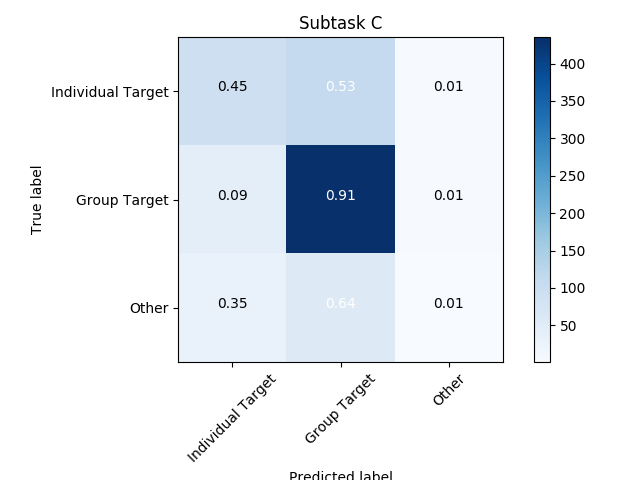 Subtask C
Individual Target 0.45 0.53 0.01
Group Target 0.09 0.91 0.01
Other 0.35 0.64 0.01
True label
Individual Target
Group Target
Other
Predicted label
400
350
300
250
200
150
100
50